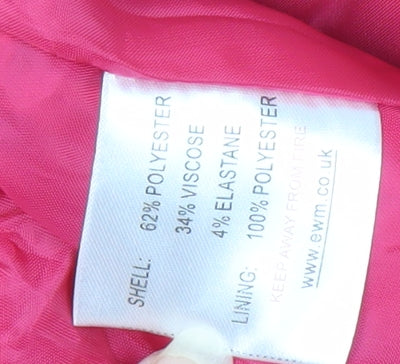 SHELL: 62% POLYESTER
34% VISCOSE
4% ELASTANE
LINING: 100% POLYESTER
KEEP AWAY FROM FIRE
www.ewm.co uk